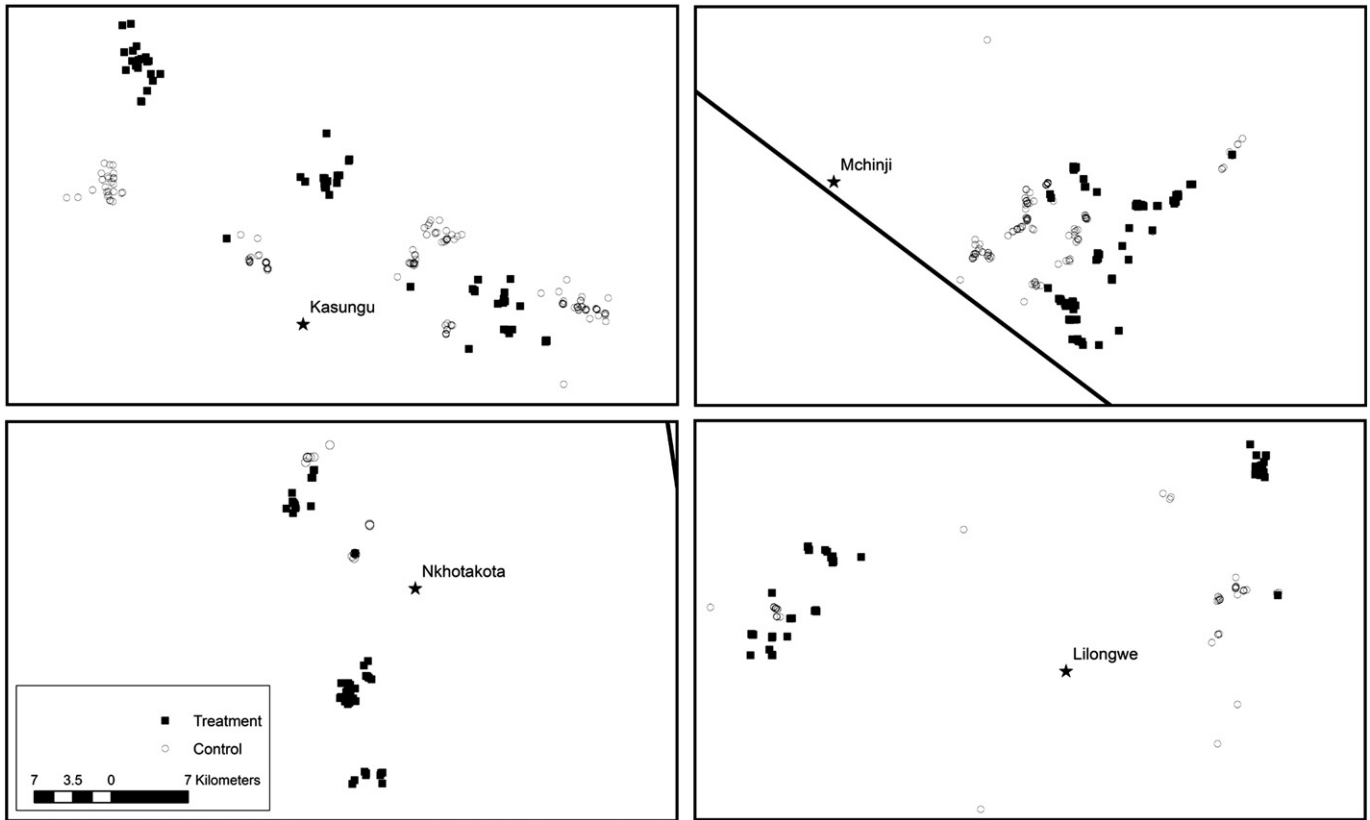 Kasungu
Mchinji
Nkhotakota
Treatment
Control
7 3.5 0 7 Kilometers
Lilongwe